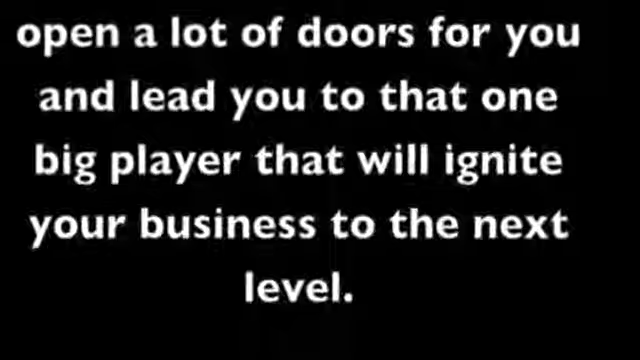 open a lot of doors for you
and lead you to that one
big player that will ignite
your business to the next
level.